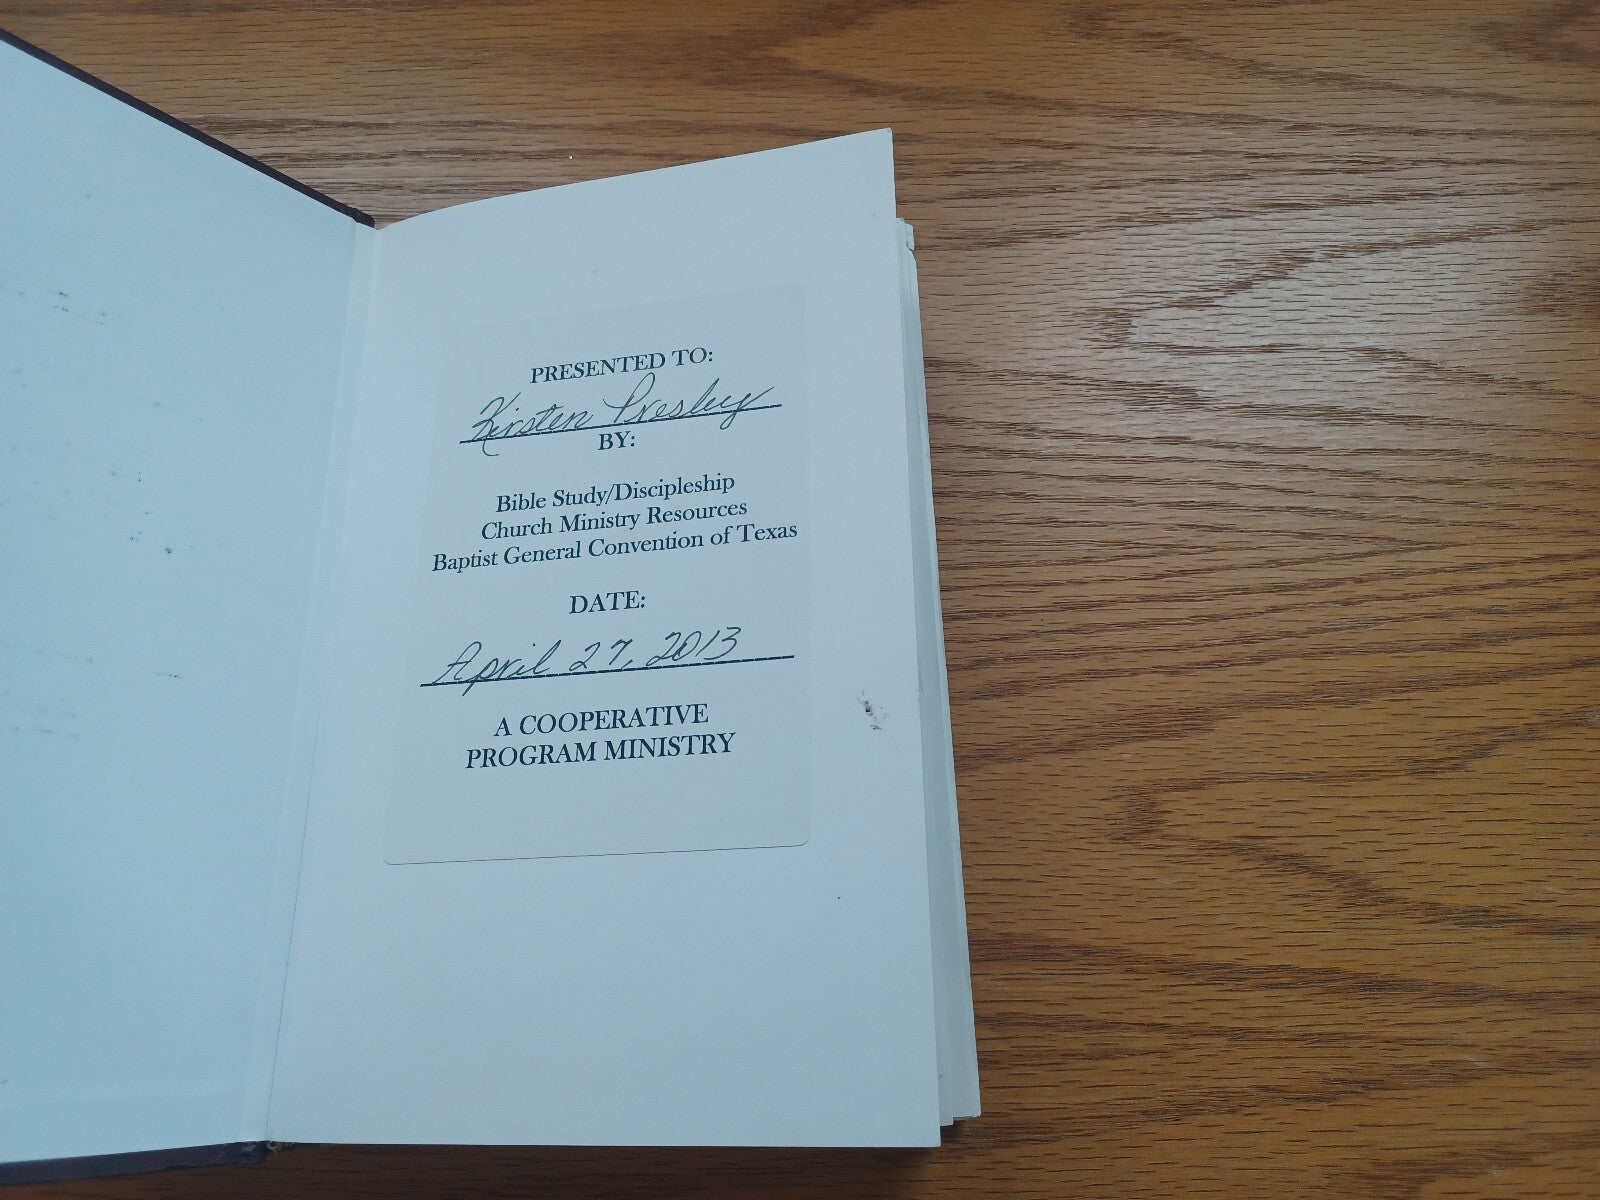 PRESENTED TO:
Kirsten Presley
BY:
Bible Study/Discipleship
Church Ministry Resources
Baptist General Convention of Texas
DATE:
April 27, 2013
A COOPERATIVE
PROGRAM MINISTRY